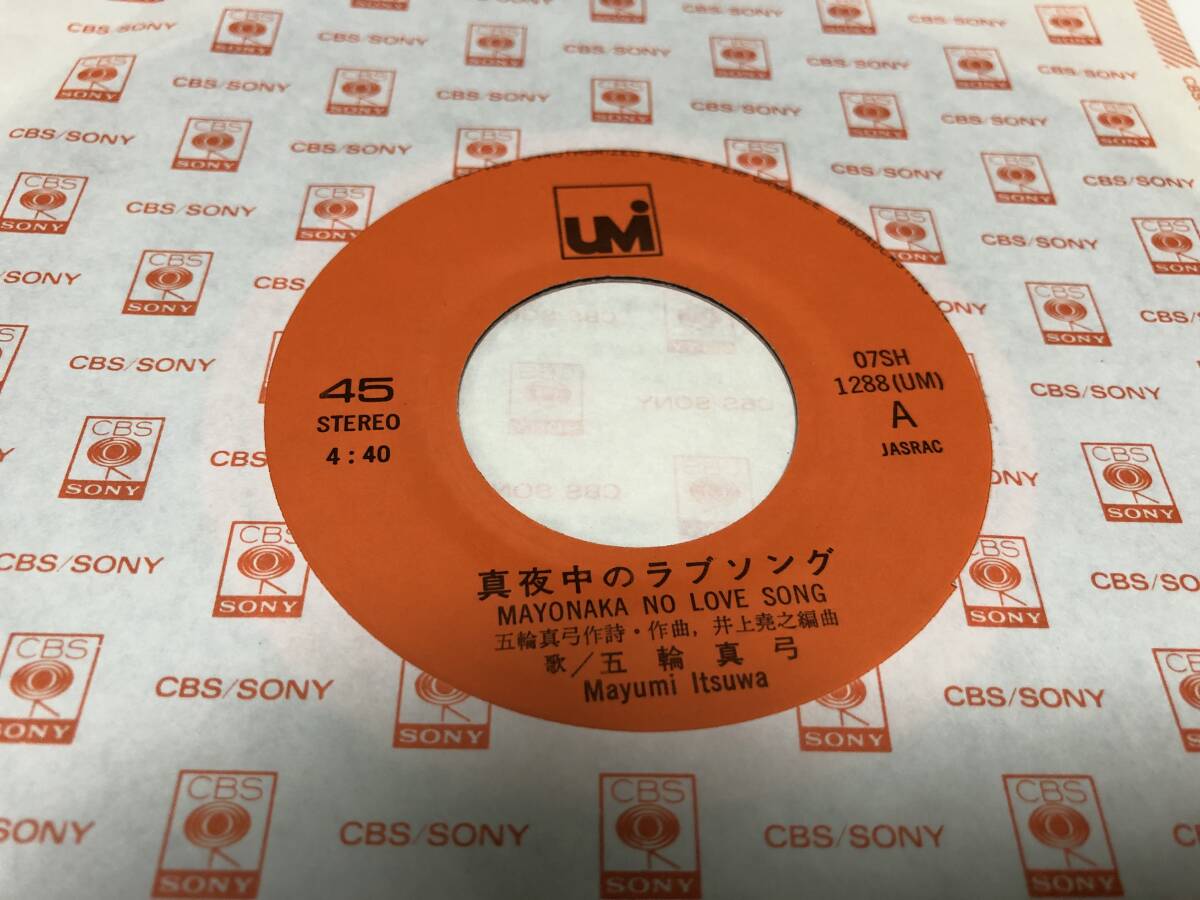 UMi
45
STEREO
4:40
07SH
1288(UM)
A
JASRAC
真夜中のラブソング
MAYONAKA NO LOVE SONG
五輪真弓作詩・作曲, 井上堯之編曲
歌/五輪真弓
Mayumi Itsuwa
CBS/SONY
CBS
SONY